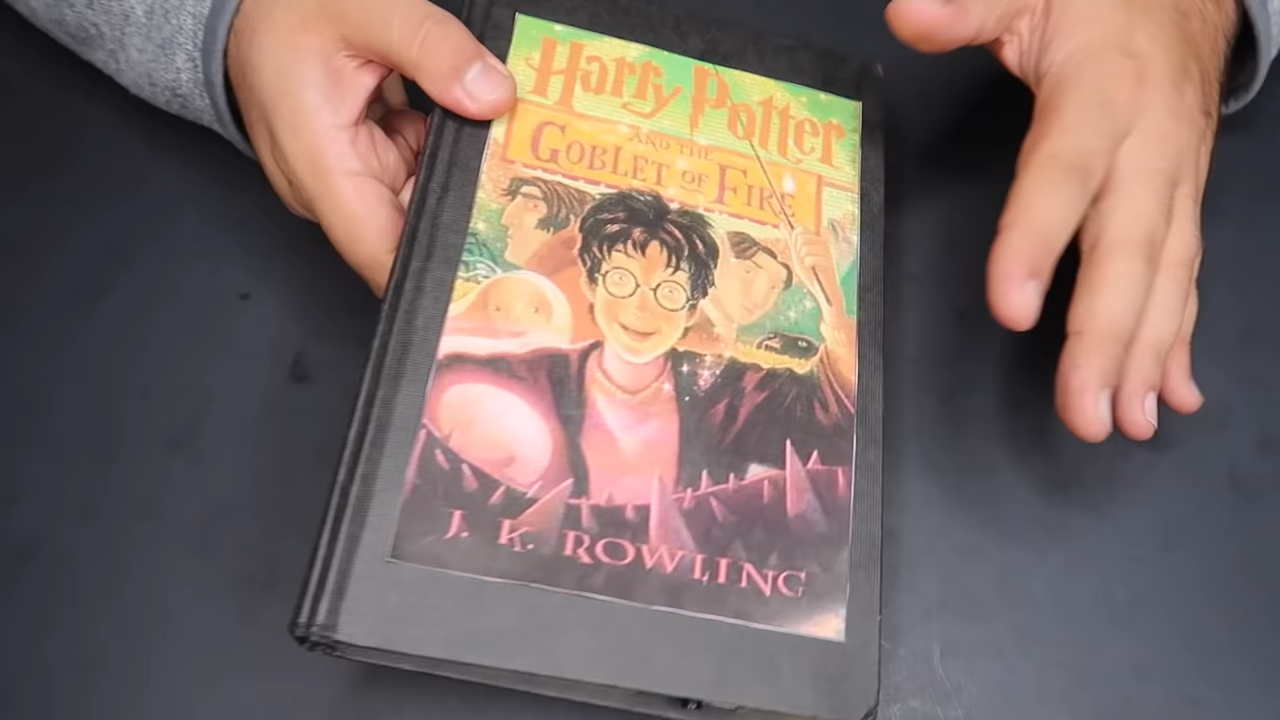 Harry Potter
AND THE
GOBLET OF FIRE
J. K. ROWLING